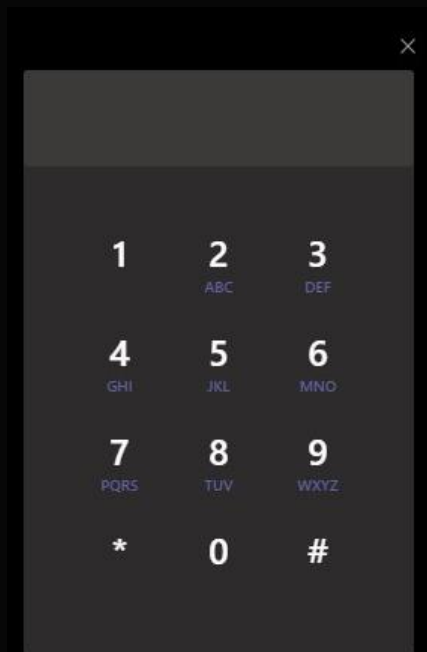 1 2 3
ABC DEF
4 5 6
GHI JKL MNO
7 8 9
PQRS TUV WXYZ
* 0 #